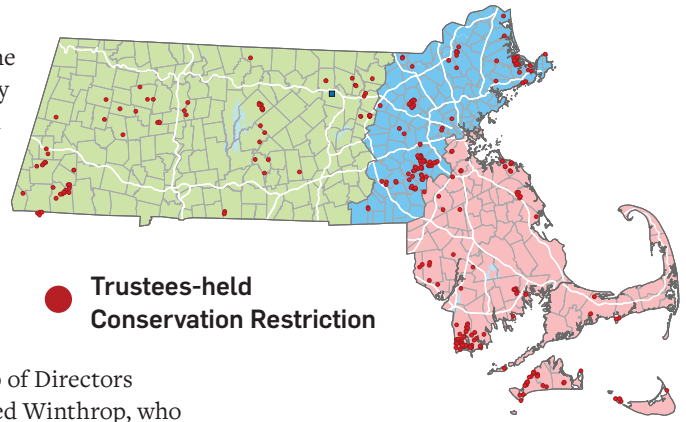 Trustees-held
Conservation Restriction
of Directors
ed Winthrop, who